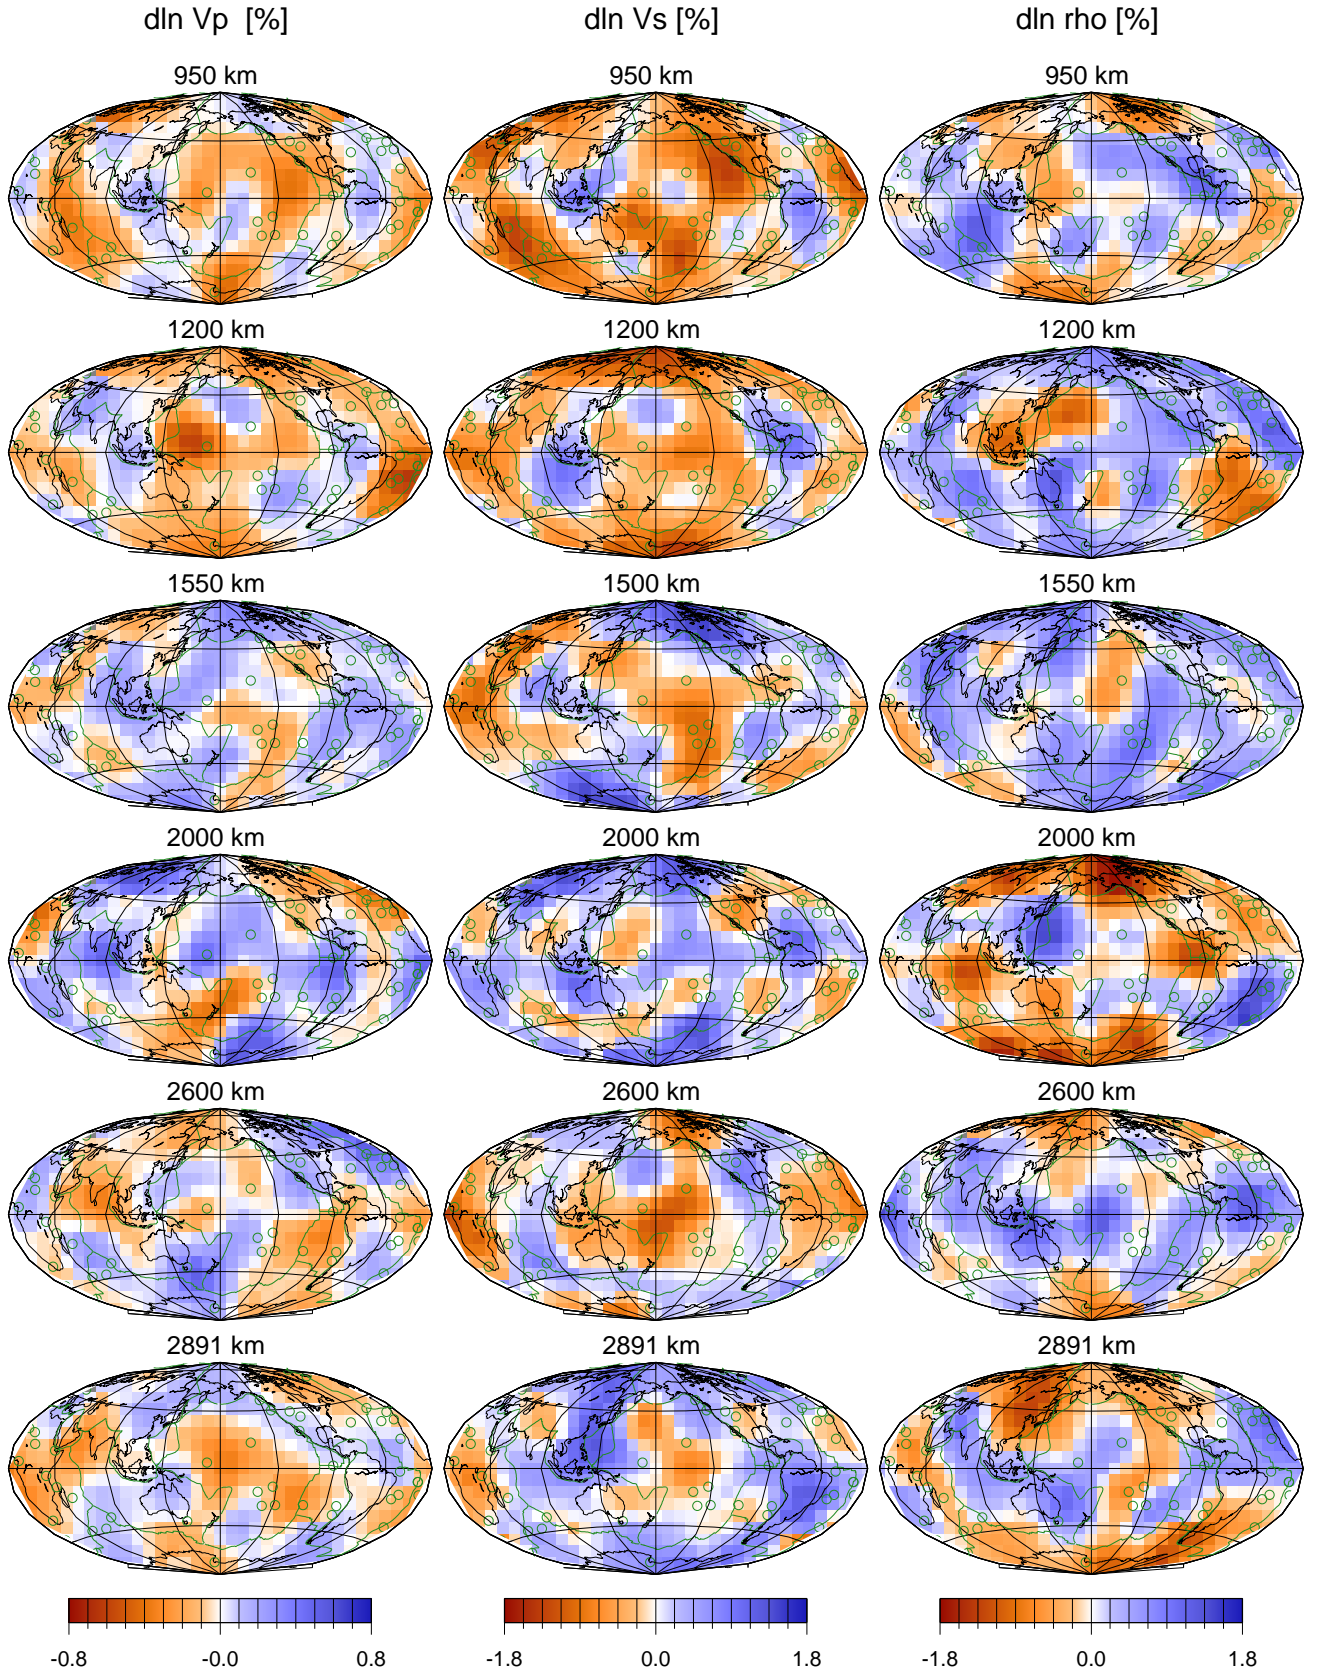 dln Vp [%] dln Vs [%] dln rho [%]
950 km 950 km 950 km
1200 km 1200 km 1200 km
1550 km 1500 km 1550 km
2000 km 2000 km 2000 km
2600 km 2600 km 2600 km
2891 km 2891 km 2891 km
-0.8 -0.0 0.8 -1.8 0.0 1.8 -1.8 0.0 1.8